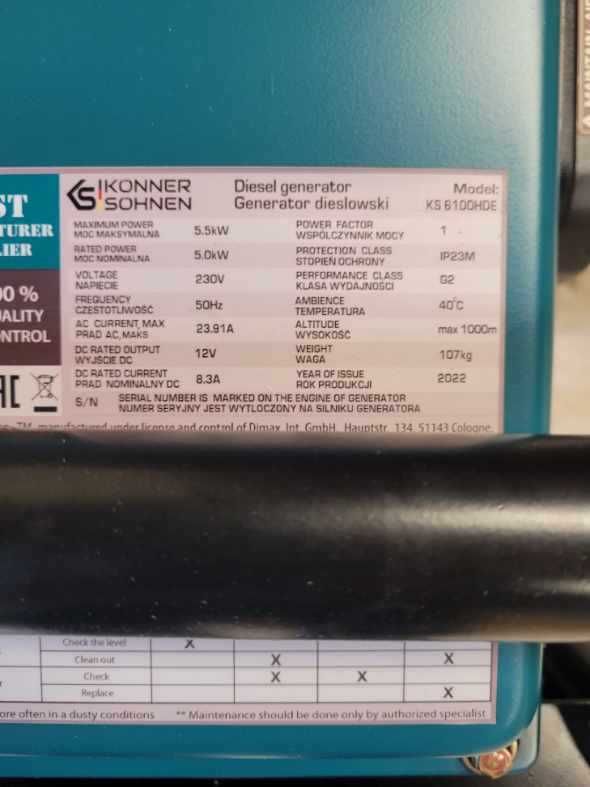 ST
TURER
LIER
00 %
UALITY
ONTROL
KS KÖNNER
SÖHNEN
Diesel generator
Generator dieslowski
Model:
KS 6100HDE
MAXIMUM POWER
MOC MAKSYMALNA
5.5kW
POWER FACTOR
WSPÓŁCZYNNIK MOCY
1
RATED POWER
MOC NOMINALNA
5.0kW
PROTECTION CLASS
STOPIEŃ OCHRONY
IP23M
VOLTAGE
NAPIĘCIE
230V
PERFORMANCE CLASS
KLASA WYDAJNOŚCI
G2
FREQUENCY
CZĘSTOTLIWOŚĆ
50Hz
AMBIENCE
TEMPERATURA
40°C
AC CURRENT, MAX
PRĄD AC, MAKS
23.91A
ALTITUDE
WYSOKOŚĆ
max 1000m
DC RATED OUTPUT
WYJŚCIE DC
12V
WEIGHT
WAGA
107kg
DC RATED CURRENT
PRĄD NOMINALNY DC
8.3A
YEAR OF ISSUE
ROK PRODUKCJI
2022
S/N
SERIAL NUMBER IS MARKED ON THE ENGINE OF GENERATOR
NUMER SERYJNY JEST WYTŁOCZONY NA SILNIKU GENERATORA
TM, manufactured under license and control of Dimax Int. GmbH, Hauptstr. 134, 51143 Cologne,
Check the level X
Clean out X X
Check X X
Replace X
ore often in a dusty conditions ** Maintenance should be done only by authorized specialist